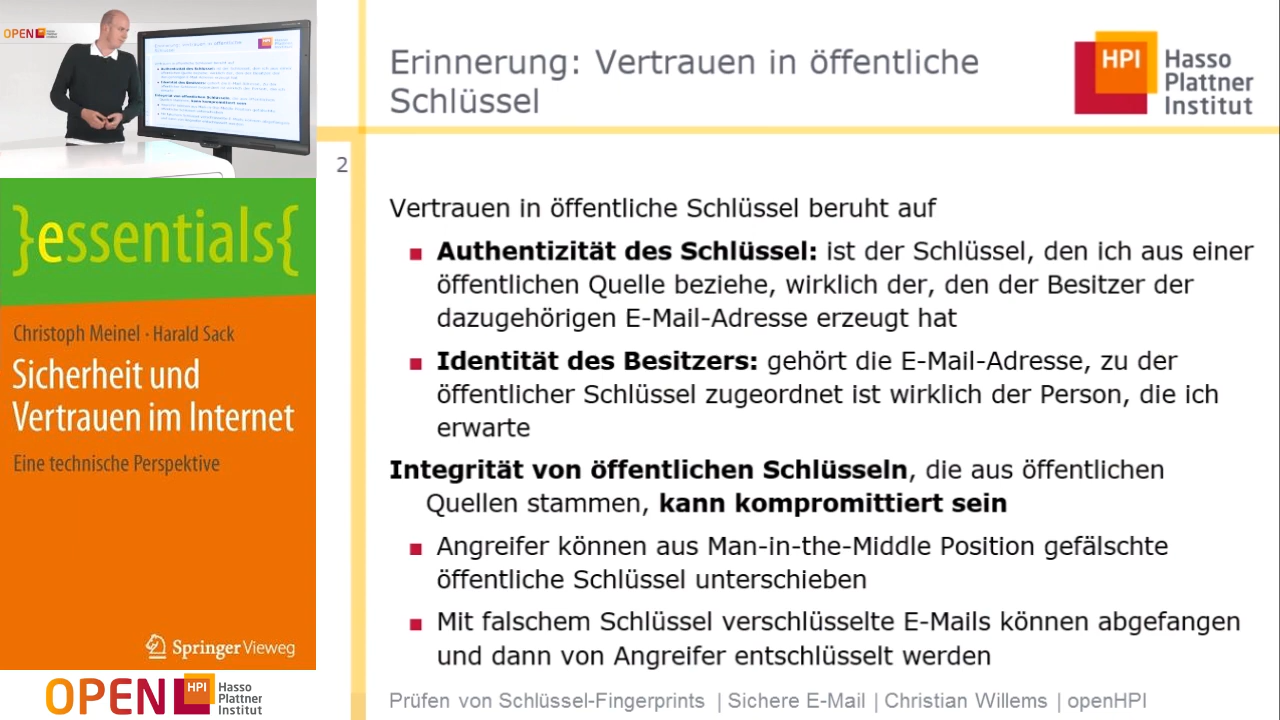 OPEN HPI
Erinnerung: Vertrauen in öffentliche
Schlüssel
HPI
Hasso
Plattner
Institut
2
Vertrauen in öffentliche Schlüssel beruht auf
Authentizität des Schlüssel: ist der Schlüssel, den ich aus einer
öffentlichen Quelle beziehe, wirklich der, den der Besitzer der
dazugehörigen E-Mail-Adresse erzeugt hat
Identität des Besitzers: gehört die E-Mail-Adresse, zu der
öffentlicher Schlüssel zugeordnet ist wirklich der Person, die ich
erwarte
Integrität von öffentlichen Schlüsseln, die aus öffentlichen
Quellen stammen, kann kompromittiert sein
Angreifer können aus Man-in-the-Middle Position gefälschte
öffentliche Schlüssel unterschieben
Mit falschem Schlüssel verschlüsselte E-Mails können abgefangen
und dann von Angreifer entschlüsselt werden
Prüfen von Schlüssel-Fingerprints | Sichere E-Mail | Christian Willems | openHPI
}essentials{
Christoph Meinel · Harald Sack
Sicherheit und
Vertrauen im Internet
Eine technische Perspektive
Springer Vieweg
OPEN HPI
Hasso
Plattner
Institut